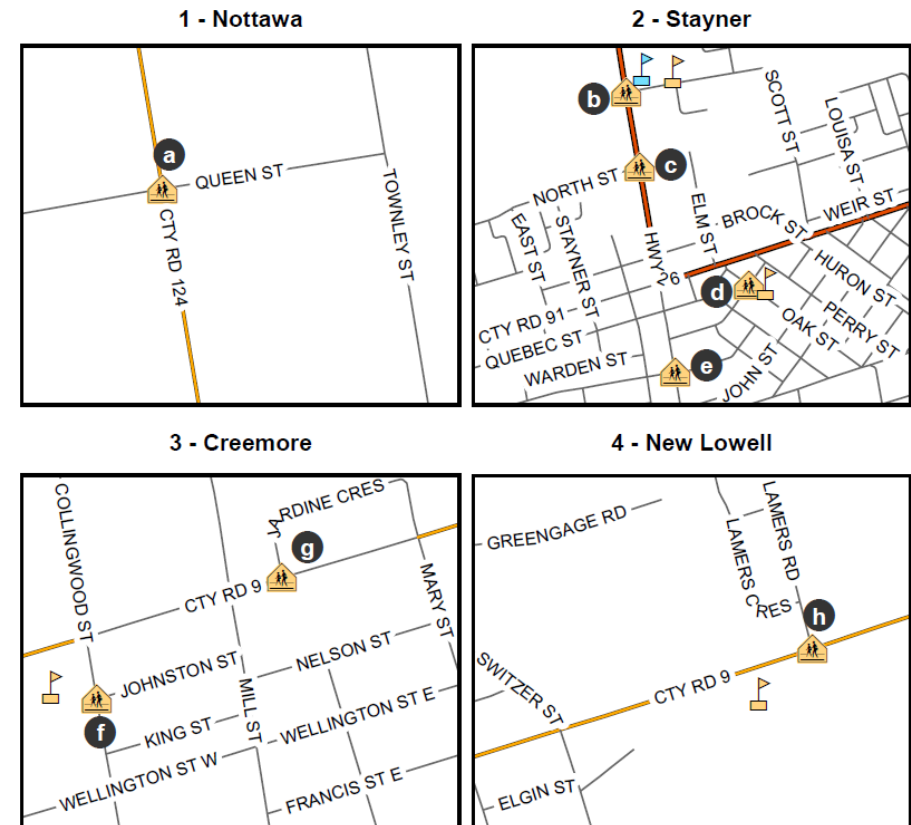 1 - Nottawa
a
QUEEN ST
CTY RD 124
TOWNLEY ST
2 - Stayner
b
c
NORTH ST
SCOTT ST
LOUISA ST
EAST ST
STAYNER ST
ELM ST
BROCK ST
WEIR ST
HWY 26
CTY RD 91
d
HURON ST
QUEBEC ST
OAK ST
PERRY ST
WARDEN ST
e
JOHN ST
3 - Creemore
COLLINGWOOD ST
JARDINE CRES
g
CTY RD 9
MARY ST
JOHNSTON ST
NELSON ST
MILL ST
f
KING ST
WELLINGTON ST E
WELLINGTON ST W
FRANCIS ST E
4 - New Lowell
GREENGAGE RD
LAMERS RD
LAMERS CRES
h
SWITZER ST
CTY RD 9
ELGIN ST